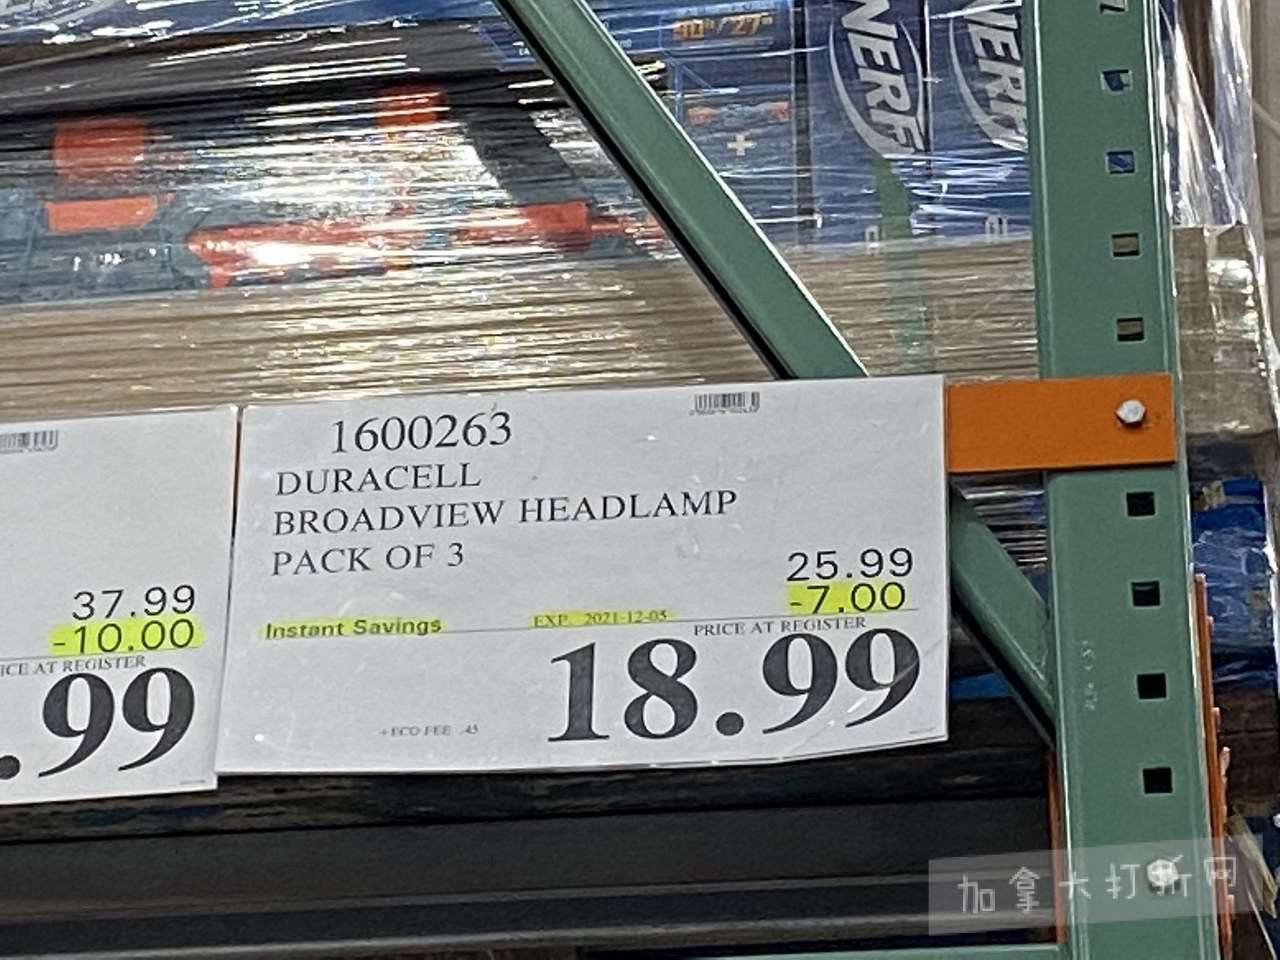 NERF
NERF
1600263
DURACELL
BROADVIEW HEADLAMP
PACK OF 3
25.99
-7.00
Instant Savings
EXP. 2021-12-05
PRICE AT REGISTER
18.99
+ECO FEE .45
37.99
-10.00
ICE AT REGISTER
.99
加拿大打折网